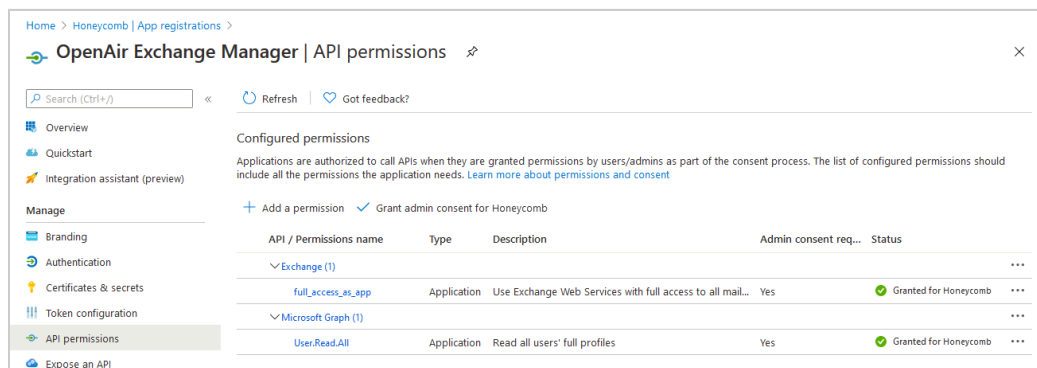 Home > Honeycomb | App registrations >
OpenAir Exchange Manager | API permissions
Search (Ctrl+/)
«
Refresh
Got feedback?
Overview
Quickstart
Integration assistant (preview)
Manage
Branding
Authentication
Certificates & secrets
Token configuration
API permissions
Expose an API
Configured permissions
Applications are authorized to call APIs when they are granted permissions by users/admins as part of the consent process. The list of configured permissions should
include all the permissions the application needs. Learn more about permissions and consent
Add a permission Grant admin consent for Honeycomb
API / Permissions name Type Description Admin consent req... Status
Exchange (1) ...
full_access_as_app Application Use Exchange Web Services with full access to all mail... Yes Granted for Honeycomb ...
Microsoft Graph (1) ...
User.Read.All Application Read all users' full profiles Yes Granted for Honeycomb ...